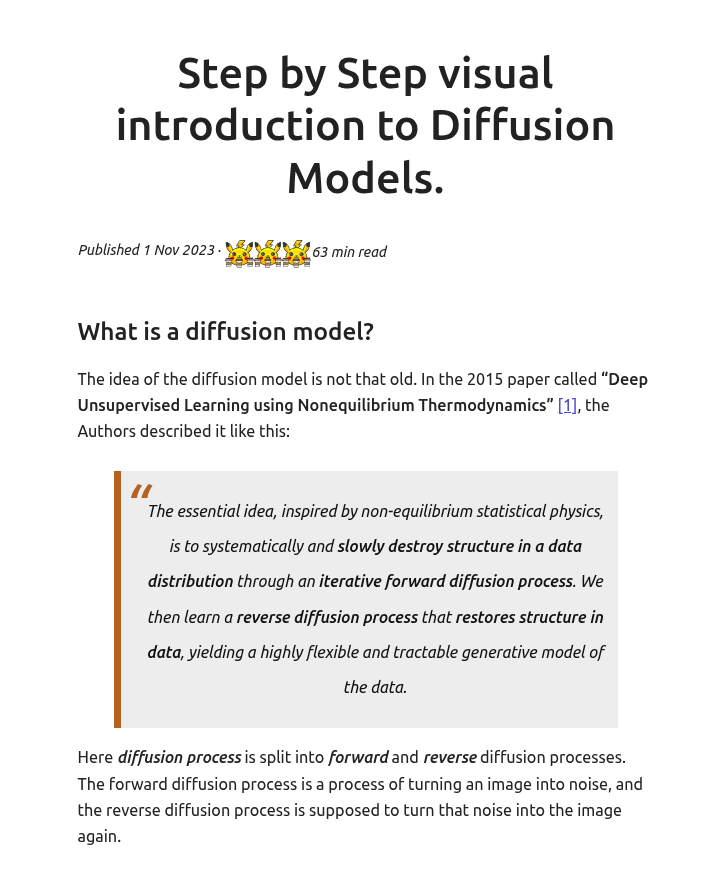 Step by Step visual
introduction to Diffusion
Models.
Published 1 Nov 2023 · 63 min read
What is a diffusion model?
The idea of the diffusion model is not that old. In the 2015 paper called “Deep
Unsupervised Learning using Nonequilibrium Thermodynamics” [1], the
Authors described it like this:
“
The essential idea, inspired by non-equilibrium statistical physics,
is to systematically and slowly destroy structure in a data
distribution through an iterative forward diffusion process. We
then learn a reverse diffusion process that restores structure in
data, yielding a highly flexible and tractable generative model of
the data.
Here diffusion process is split into forward and reverse diffusion processes.
The forward diffusion process is a process of turning an image into noise, and
the reverse diffusion process is supposed to turn that noise into the image
again.